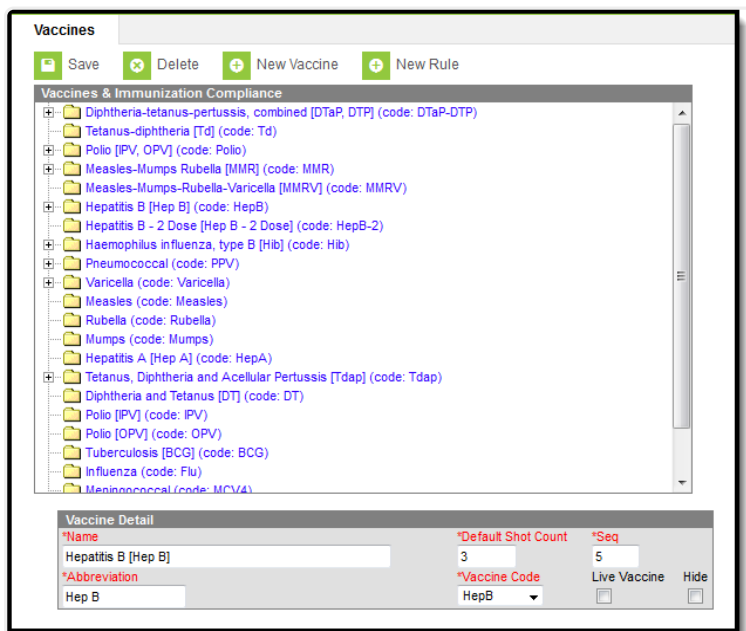 Vaccines
Save Delete New Vaccine New Rule
Vaccines & Immunization Compliance
Diphtheria-tetanus-pertussis, combined [DTaP, DTP] (code: DTaP-DTP)
Tetanus-diphtheria [Td] (code: Td)
Polio [IPV, OPV] (code: Polio)
Measles-Mumps Rubella [MMR] (code: MMR)
Measles-Mumps-Rubella-Varicella [MMRV] (code: MMRV)
Hepatitis B [Hep B] (code: HepB)
Hepatitis B - 2 Dose [Hep B - 2 Dose] (code: HepB-2)
Haemophilus influenza, type B [Hib] (code: Hib)
Pneumococcal (code: PPV)
Varicella (code: Varicella)
Measles (code: Measles)
Rubella (code: Rubella)
Mumps (code: Mumps)
Hepatitis A [Hep A] (code: HepA)
Tetanus, Diphtheria and Acellular Pertussis [Tdap] (code: Tdap)
Diphtheria and Tetanus [DT] (code: DT)
Polio [IPV] (code: IPV)
Polio [OPV] (code: OPV)
Tuberculosis [BCG] (code: BCG)
Influenza (code: Flu)
Meningococcal (code: MCV4)
Vaccine Detail
*Name *Default Shot Count *Seq
Hepatitis B [Hep B] 3 5
*Abbreviation *Vaccine Code Live Vaccine Hide
Hep B HepB